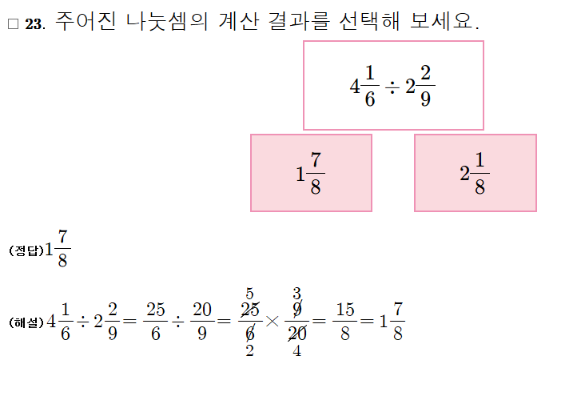 □ 23. 주어진 나눗셈의 계산 결과를 선택해 보세요.
4 1/6 ÷ 2 2/9
1 7/8
2 1/8
(정답) 1 7/8
(해설) 4 1/6 ÷ 2 2/9 = 25/6 ÷ 20/9 = 5 25/6 2 × 3 9/20 4 = 15/8 = 1 7/8